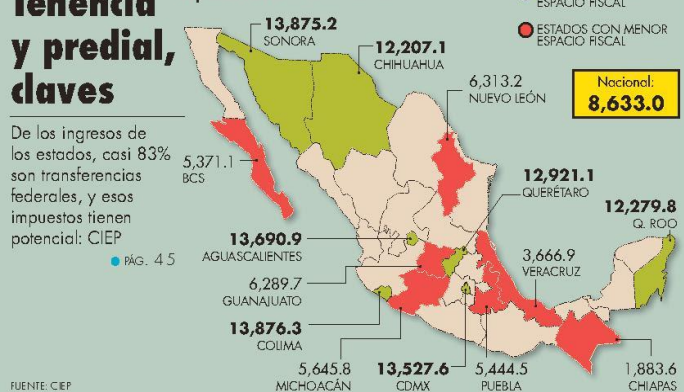 Tenencia
y predial,
claves
De los ingresos de
los estados, casi 83%
son transferencias
federales, y esos
impuestos tienen
potencial: CIEP
PÁG. 45
ESPACIO FISCAL
ESTADOS CON MENOR
ESPACIO FISCAL
Nacional:
8,633.0
13,875.2
SONORA
12,207.1
CHIHUAHUA
6,313.2
NUEVO LEÓN
5,371.1
BCS
12,921.1
QUERÉTARO
12,279.8
Q. ROO
13,690.9
AGUASCALIENTES
3,666.9
VERACRUZ
6,289.7
GUANAJUATO
13,876.3
COLIMA
5,645.8
MICHOACÁN
13,527.6
CDMX
5,444.5
PUEBLA
1,883.6
CHIAPAS
FUENTE: CIEP